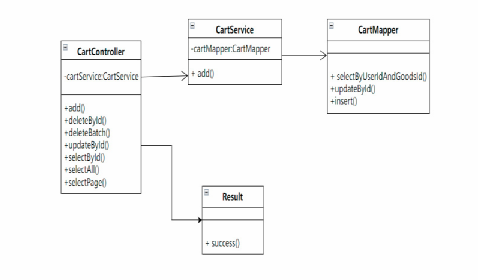 CartController
-cartService:CartService
+add()
+deleteById()
+deleteBatch()
+updateById()
+selectById()
+selectAll()
+selectPage()
CartService
-cartMapper:CartMapper
+ add()
CartMapper
+ selectByUserIdAndGoodsId()
+updateById()
+insert()
Result
+ success()